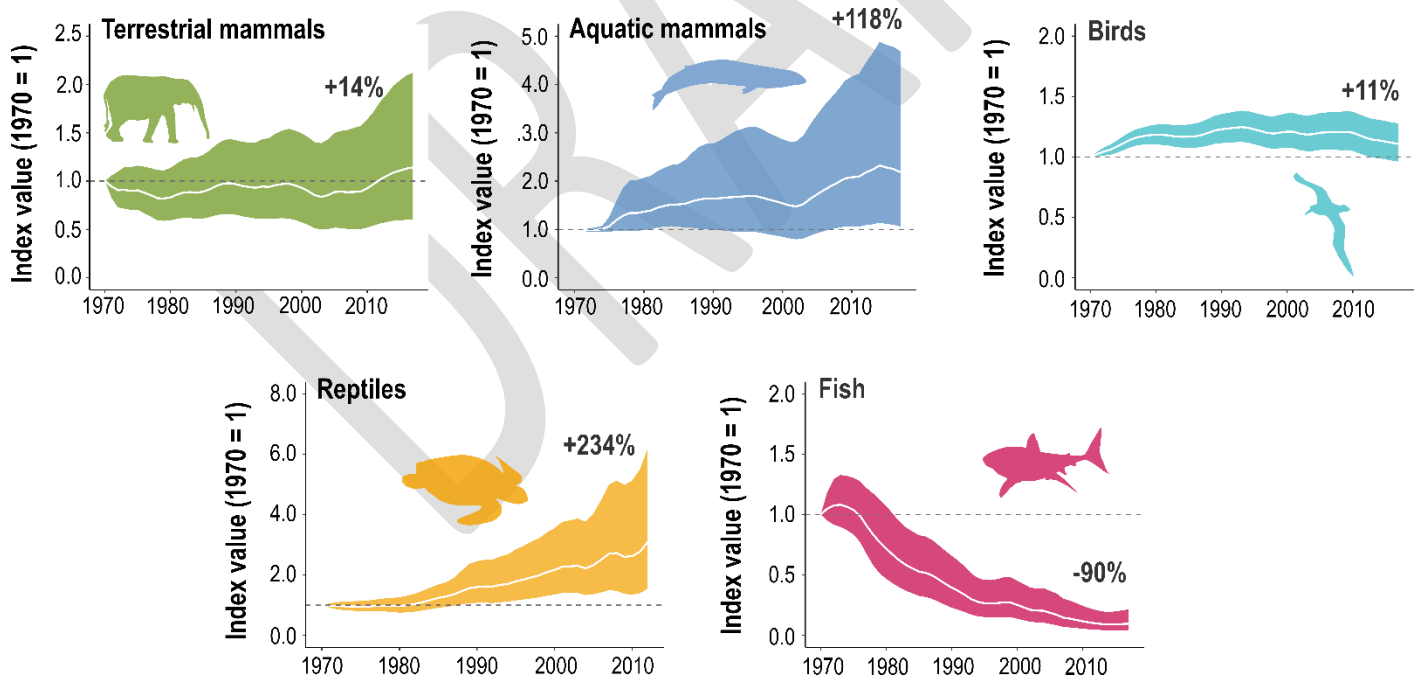 Terrestrial mammals
+14%
Index value (1970 = 1)
2.5
2.0
1.5
1.0
0.5
0.0
1970 1980 1990 2000 2010
Aquatic mammals
+118%
Index value (1970 = 1)
5.0
4.0
3.0
2.0
1.0
0.0
1970 1980 1990 2000 2010
Birds
+11%
Index value (1970 = 1)
2.0
1.5
1.0
0.5
0.0
1970 1980 1990 2000 2010
Reptiles
+234%
Index value (1970 = 1)
8.0
6.0
4.0
2.0
0.0
1970 1980 1990 2000 2010
Fish
-90%
Index value (1970 = 1)
2.0
1.5
1.0
0.5
0.0
1970 1980 1990 2000 2010